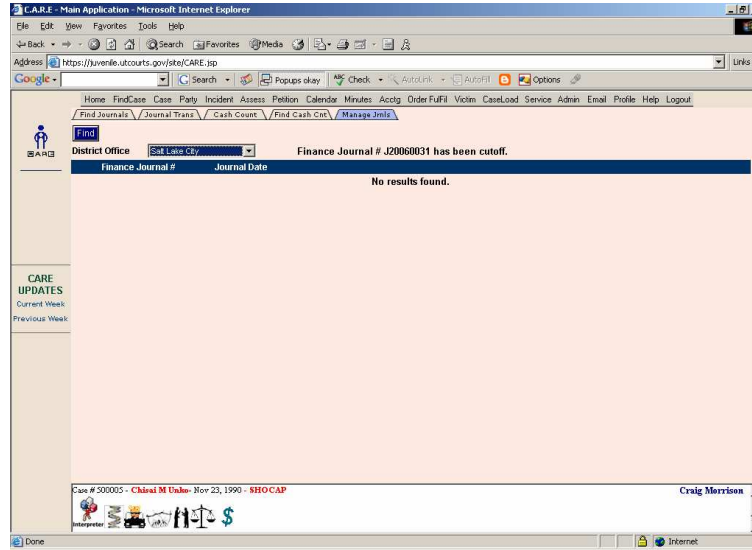 C.A.R.E - Main Application - Microsoft Internet Explorer
File Edit View Favorites Tools Help
Back Search Favorites Media
Address https://juvenile.utcourts.gov/site/CARE.jsp Links
Google Search Popups okay ABC Check AutoLink AutoFill Options
Home FindCase Case Party Incident Assess Petition Calendar Minutes Acctg Order FulFil Victim CaseLoad Service Admin Email Profile Help Logout
Find Journals Journal Trans Cash Count Find Cash Cnt Manage Jrnls
Find
CARE
District Office Salt Lake City Finance Journal # J20060031 has been cutoff.
Finance Journal # Journal Date
No results found.
CARE
UPDATES
Current Week
Previous Week
Case # 500005 - Chisai M Unko- Nov 23, 1990 - SHOCAP Craig Morrison
Interpreter
Done Internet